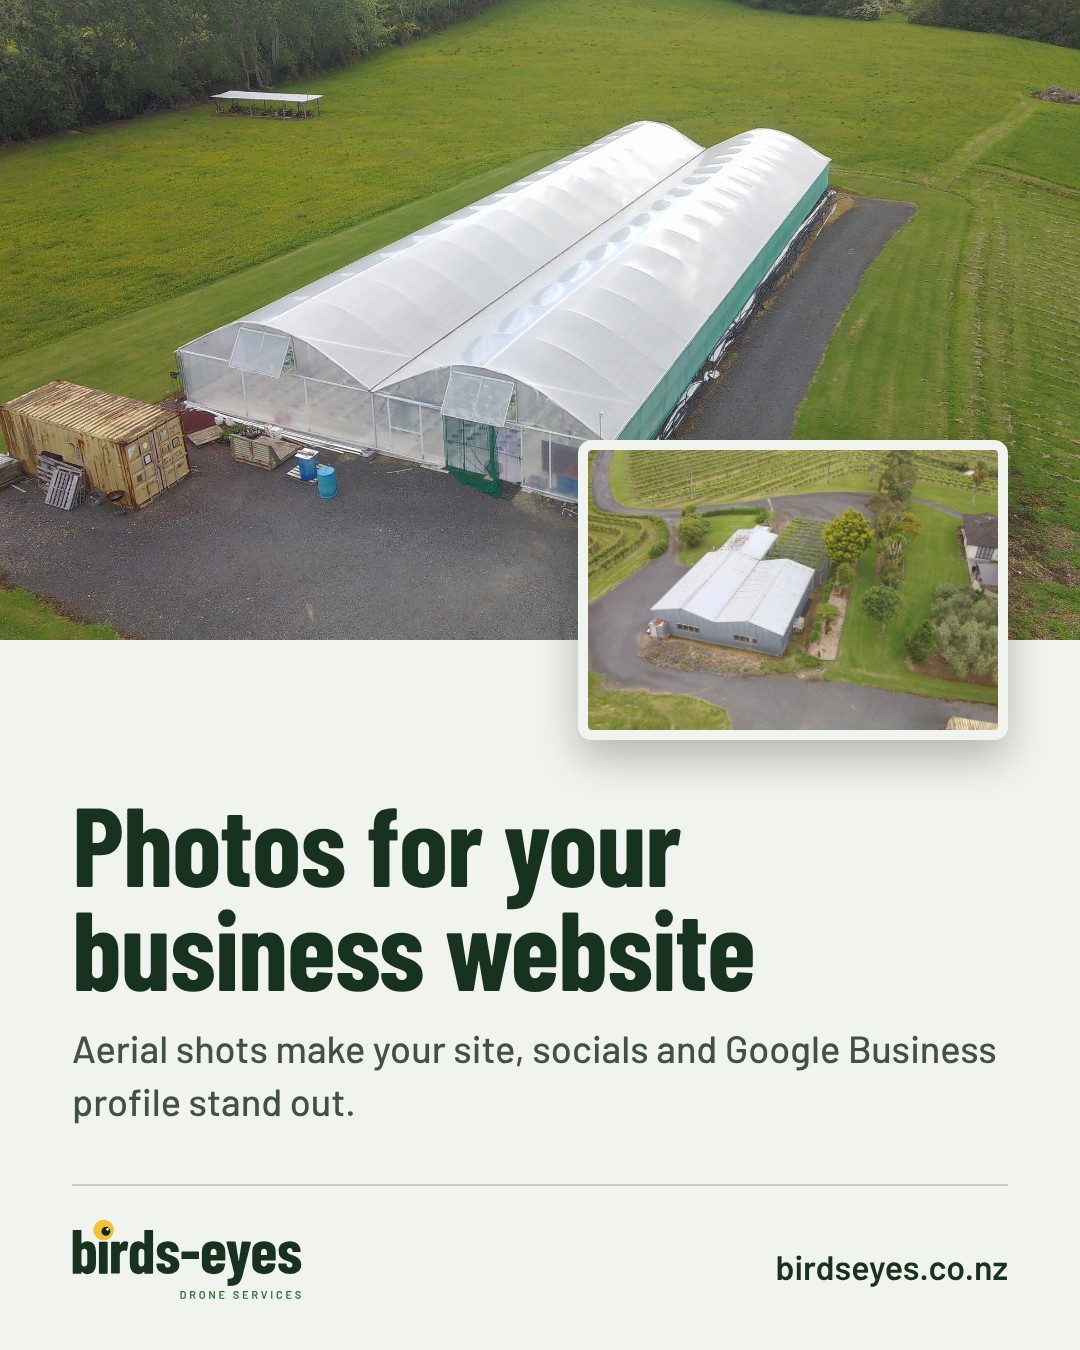 Photos for your
business website
Aerial shots make your site, socials and Google Business
profile stand out.
birds-eyes
DRONE SERVICES
birdseyes.co.nz